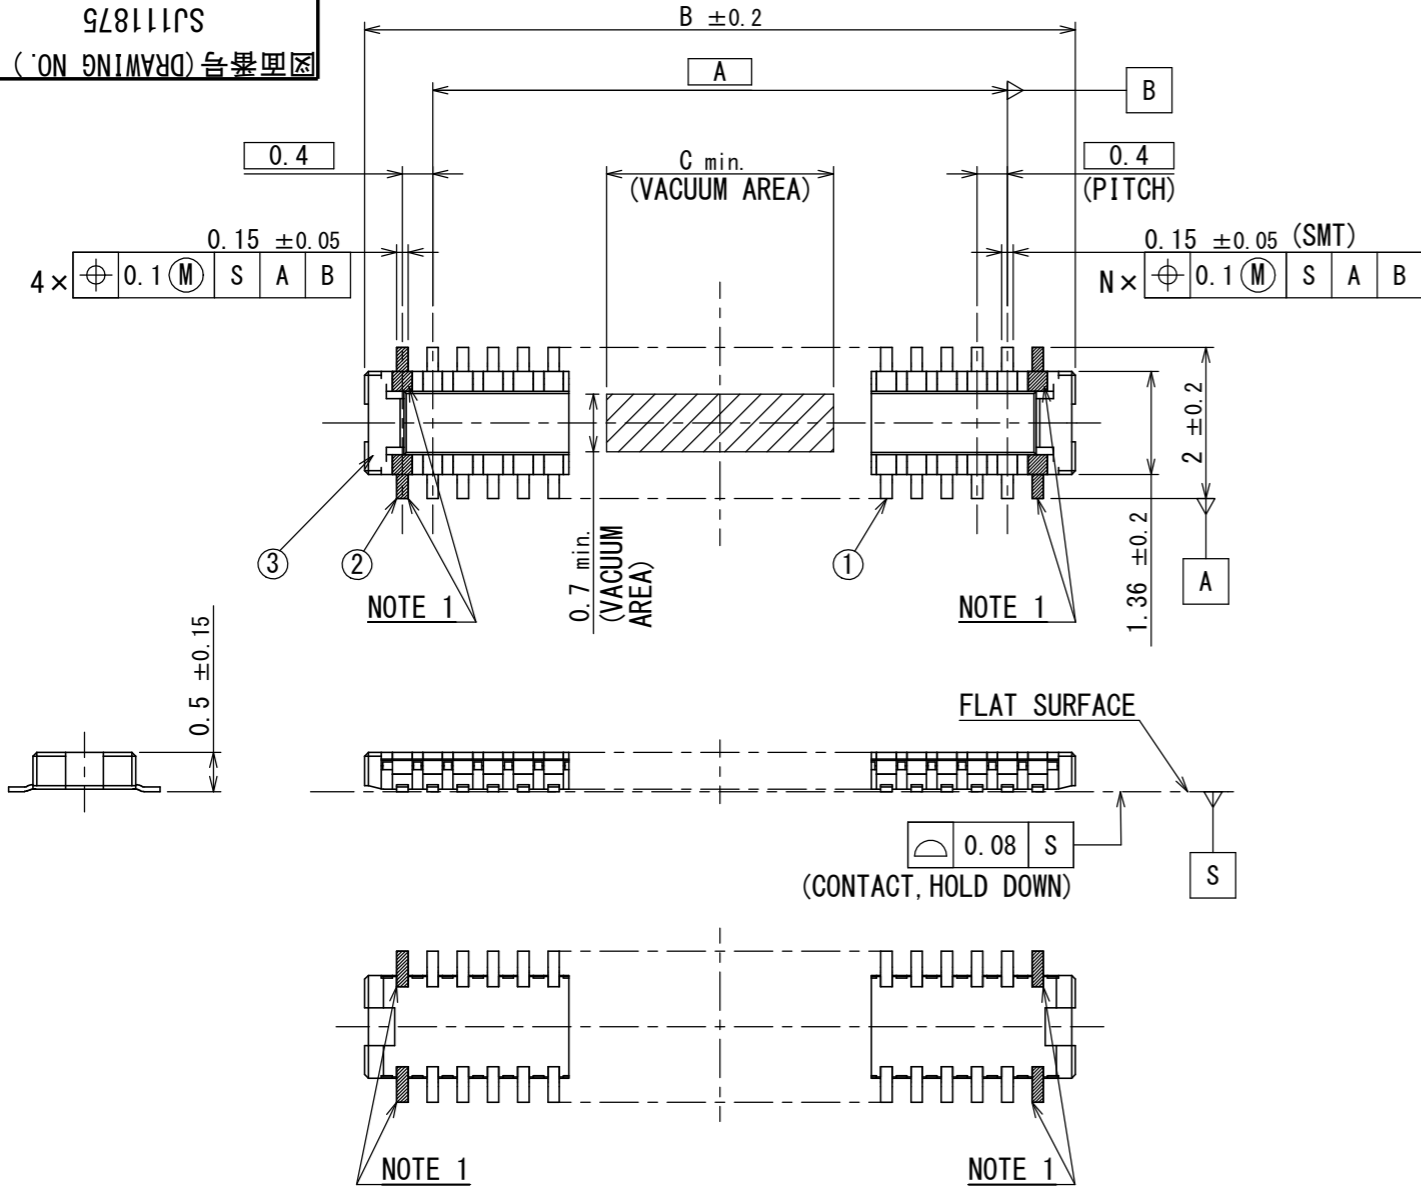 図面番号(DRAWING NO.)
SJ111875
B ±0.2
A
B
0.4
C min.
(VACUUM AREA)
0.4
(PITCH)
0.15 ±0.05
4× ⌖ 0.1 Ⓜ S A B
0.15 ±0.05 (SMT)
N× ⌖ 0.1 Ⓜ S A B
2 ±0.2
1.36 ±0.2
A
③
②
①
NOTE 1
0.7 min.
(VACUUM
AREA)
NOTE 1
0.5 ±0.15
FLAT SURFACE
⌓ 0.08 S
(CONTACT,HOLD DOWN)
S
NOTE 1
NOTE 1